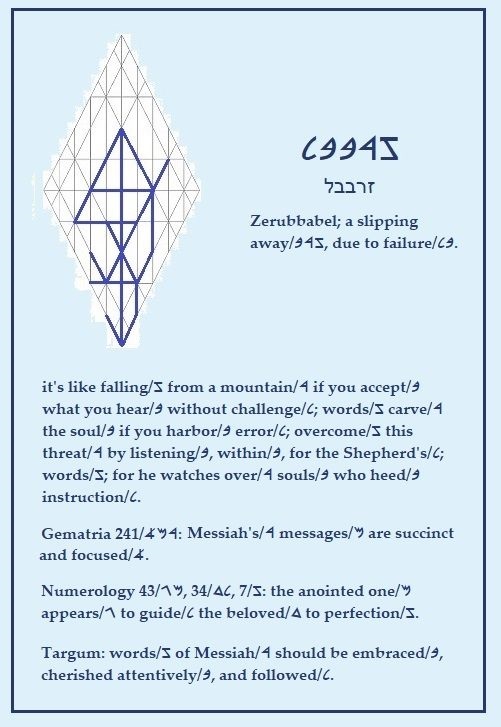 𐤆𐤓𐤁𐤁𐤋
זרבבל
Zerubbabel; a slipping
away/𐤆𐤓𐤁, due to failure/𐤁𐤋.
it's like falling/𐤆 from a mountain/𐤓 if you accept/𐤁
what you hear/𐤁 without challenge/𐤋; words/𐤆 carve/𐤓
the soul/𐤁 if you harbor/𐤁 error/𐤋; overcome/𐤆 this
threat/𐤓 by listening/𐤁, within/𐤁, for the Shepherd's/𐤋;
words/𐤆; for he watches over/𐤓 souls/𐤁 who heed/𐤁
instruction/𐤋.
Gematria 241/𐤓𐤌𐤀: Messiah's/𐤓 messages/𐤌 are succinct
and focused/𐤀.
Numerology 43/𐤌𐤂, 34/𐤋𐤃, 7/𐤆: the anointed one/𐤌
appears/𐤂 to guide/𐤋 the beloved/𐤃 to perfection/𐤆.
Targum: words/𐤆 of Messiah/𐤓 should be embraced/𐤁,
cherished attentively/𐤁, and followed/𐤋.